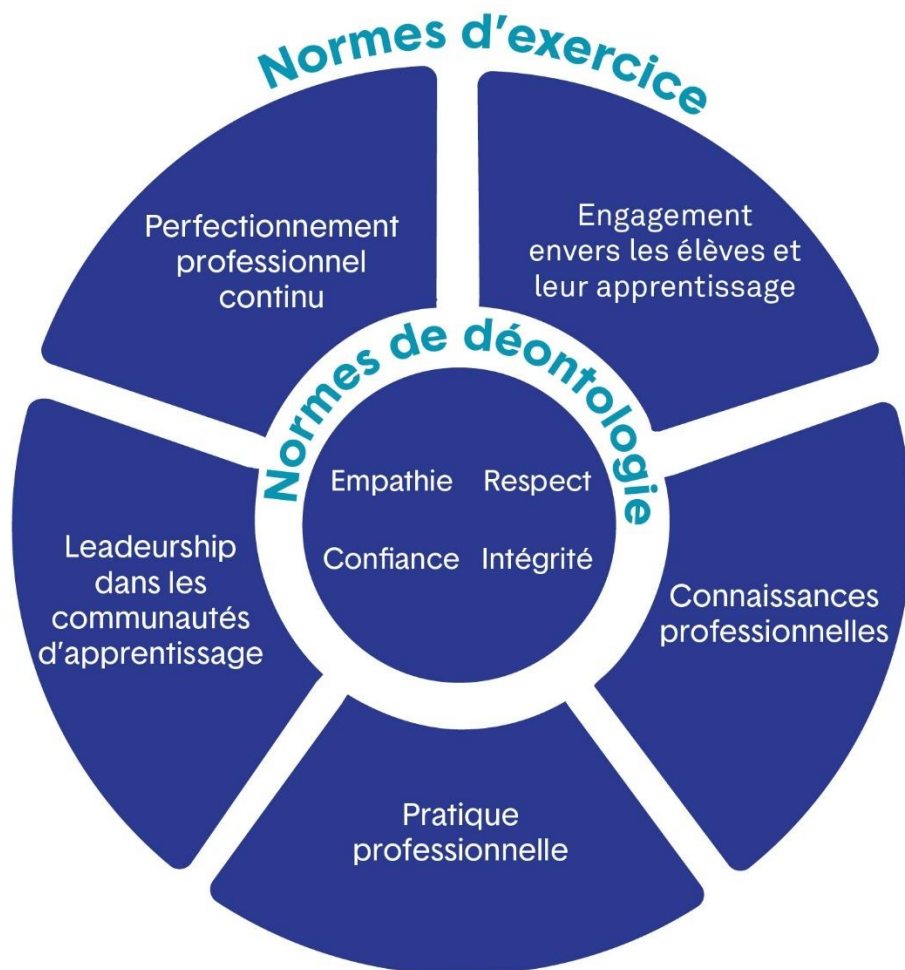 Normes d'exercice
Perfectionnement
professionnel
continu
Engagement
envers les élèves et
leur apprentissage
Normes de déontologie
Empathie Respect
Confiance Intégrité
Leadeurship
dans les
communautés
d'apprentissage
Connaissances
professionnelles
Pratique
professionnelle